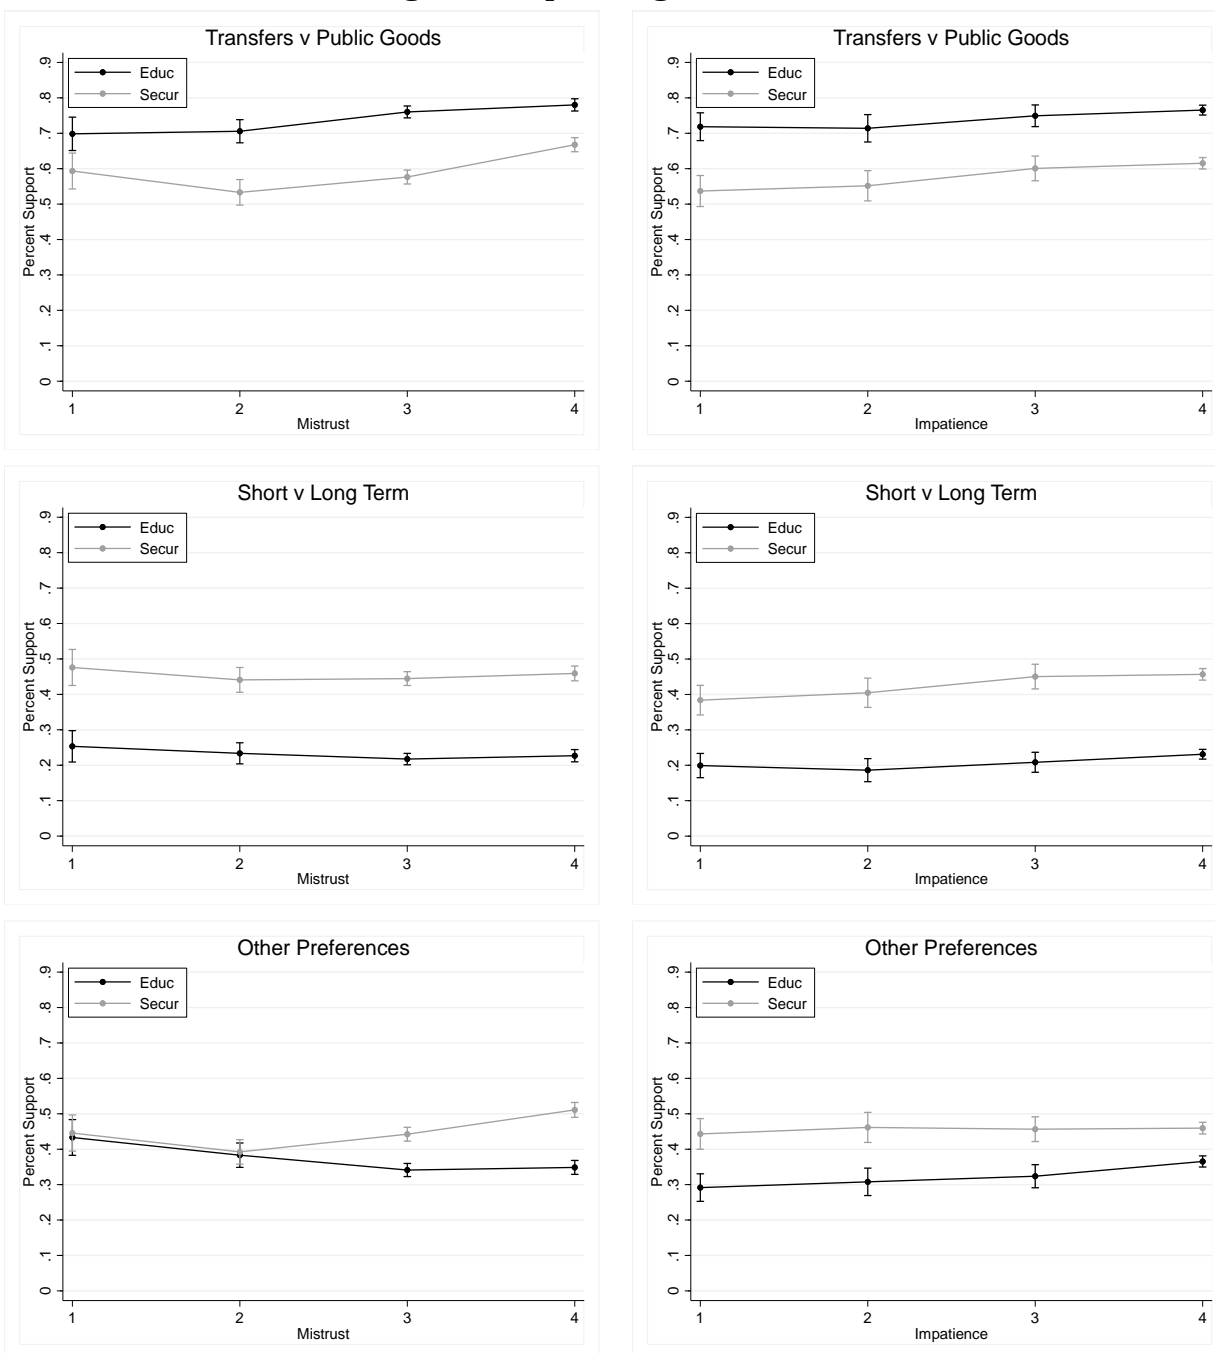 Transfers v Public Goods
Educ
Secur
Percent Support
.9
.8
.7
.6
.5
.4
.3
.2
.1
0
1 2 3 4
Mistrust
Transfers v Public Goods
Educ
Secur
Percent Support
.9
.8
.7
.6
.5
.4
.3
.2
.1
0
1 2 3 4
Impatience
Short v Long Term
Educ
Secur
Percent Support
.9
.8
.7
.6
.5
.4
.3
.2
.1
0
1 2 3 4
Mistrust
Short v Long Term
Educ
Secur
Percent Support
.9
.8
.7
.6
.5
.4
.3
.2
.1
0
1 2 3 4
Impatience
Other Preferences
Educ
Secur
Percent Support
.9
.8
.7
.6
.5
.4
.3
.2
.1
0
1 2 3 4
Mistrust
Other Preferences
Educ
Secur
Percent Support
.9
.8
.7
.6
.5
.4
.3
.2
.1
0
1 2 3 4
Impatience